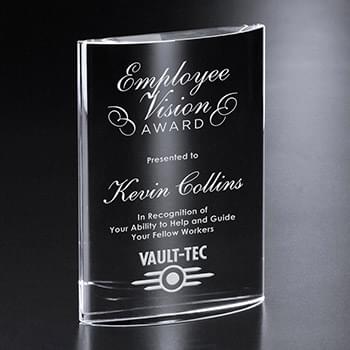 Employee
Vision
AWARD
Presented to
Kevin Collins
In Recognition of
Your Ability to Help and Guide
Your Fellow Workers
VAULT-TEC